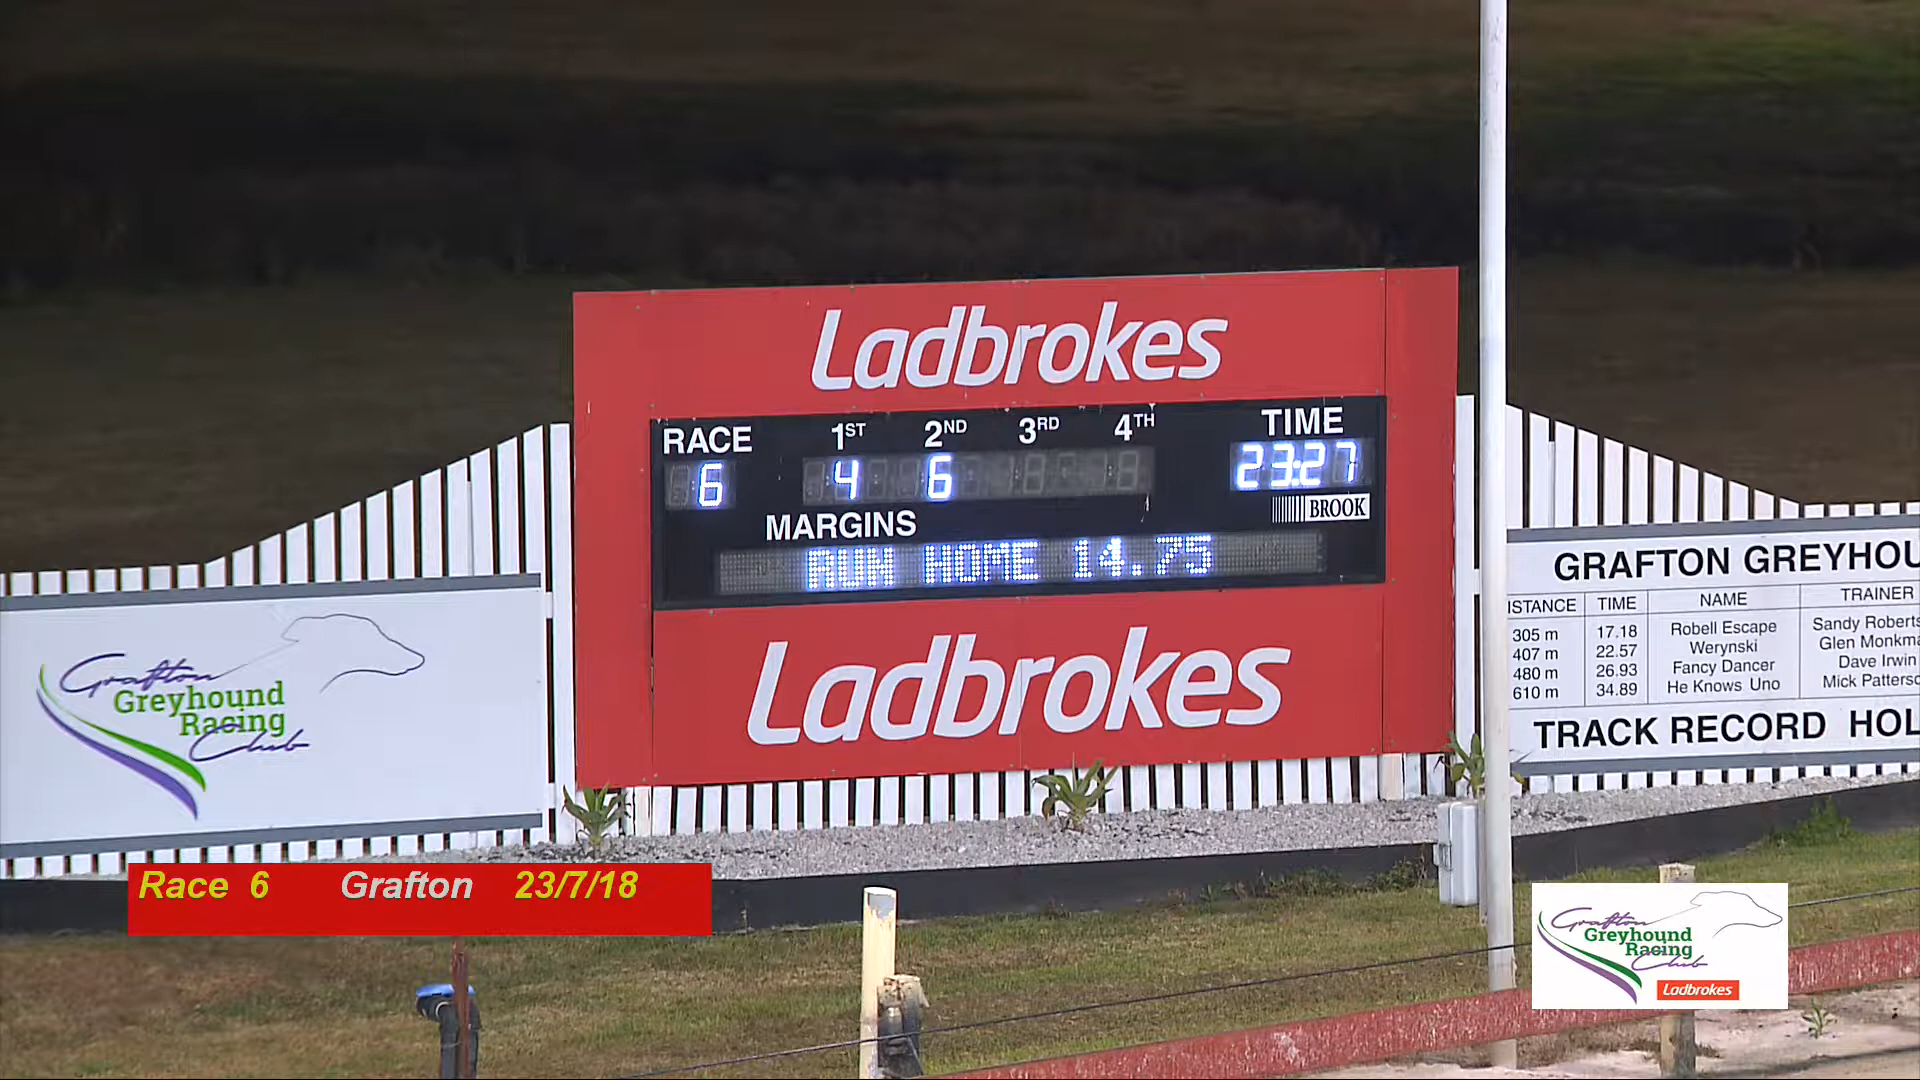 Ladbrokes
RACE 1ST 2ND 3RD 4TH TIME
6 4 6 23:27
BROOK
MARGINS
RUN HOME 14.75
Ladbrokes
Grafton
Greyhound
Racing
Club
GRAFTON GREYHOU
ISTANCE TIME NAME TRAINER
305 m 17.18 Robell Escape Sandy Roberts
407 m 22.57 Werynski Glen Monkma
480 m 26.93 Fancy Dancer Dave Irwin
610 m 34.89 He Knows Uno Mick Patterso
TRACK RECORD HOL
Race 6 Grafton 23/7/18
Grafton
Greyhound
Racing
Club
Ladbrokes